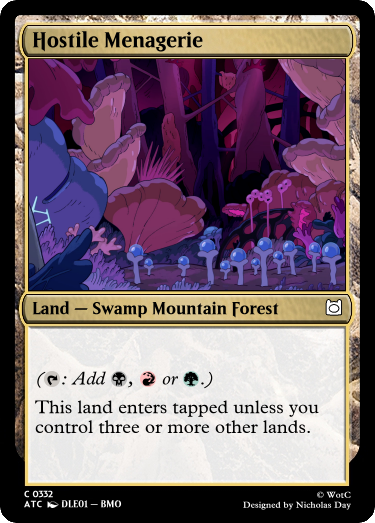 Hostile Menagerie
Land — Swamp Mountain Forest
(: Add , or .)
This land enters tapped unless you
control three or more other lands.
C 0332
ATC DLE01 — BMO
© WotC
Designed by Nicholas Day